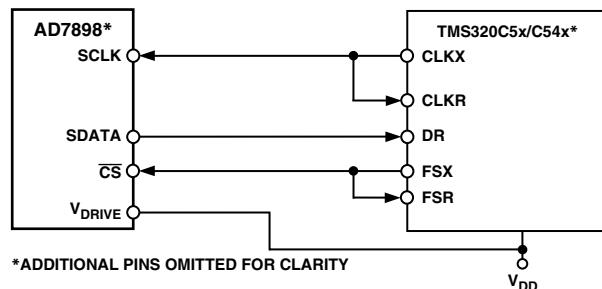 AD7898*
TMS320C5x/C54x*
SCLK
CLKX
CLKR
SDATA
DR
CS
FSX
FSR
VDRIVE
*ADDITIONAL PINS OMITTED FOR CLARITY
VDD